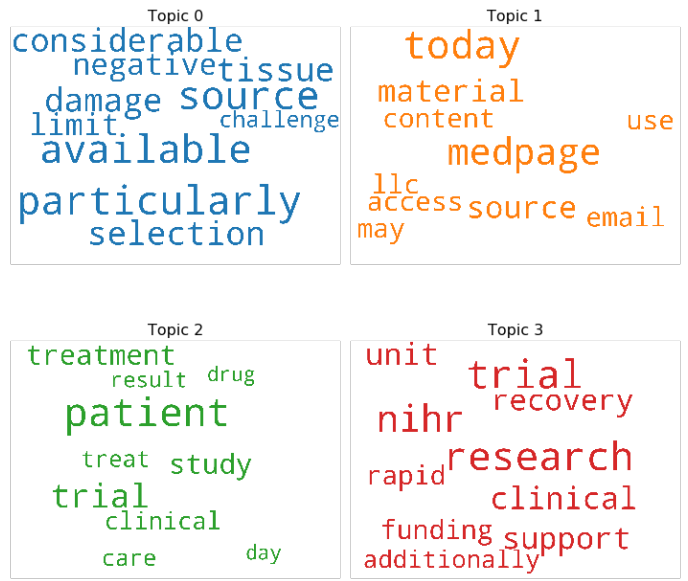 Topic 0
considerable
negative tissue
damage source
limit challenge
available
particularly
selection
Topic 1
today
material
content use
medpage
llc
access source email
may
Topic 2
treatment
result drug
patient
treat study
trial
clinical
care day
Topic 3
unit trial
recovery
nihr
research
rapid
clinical
funding support
additionally